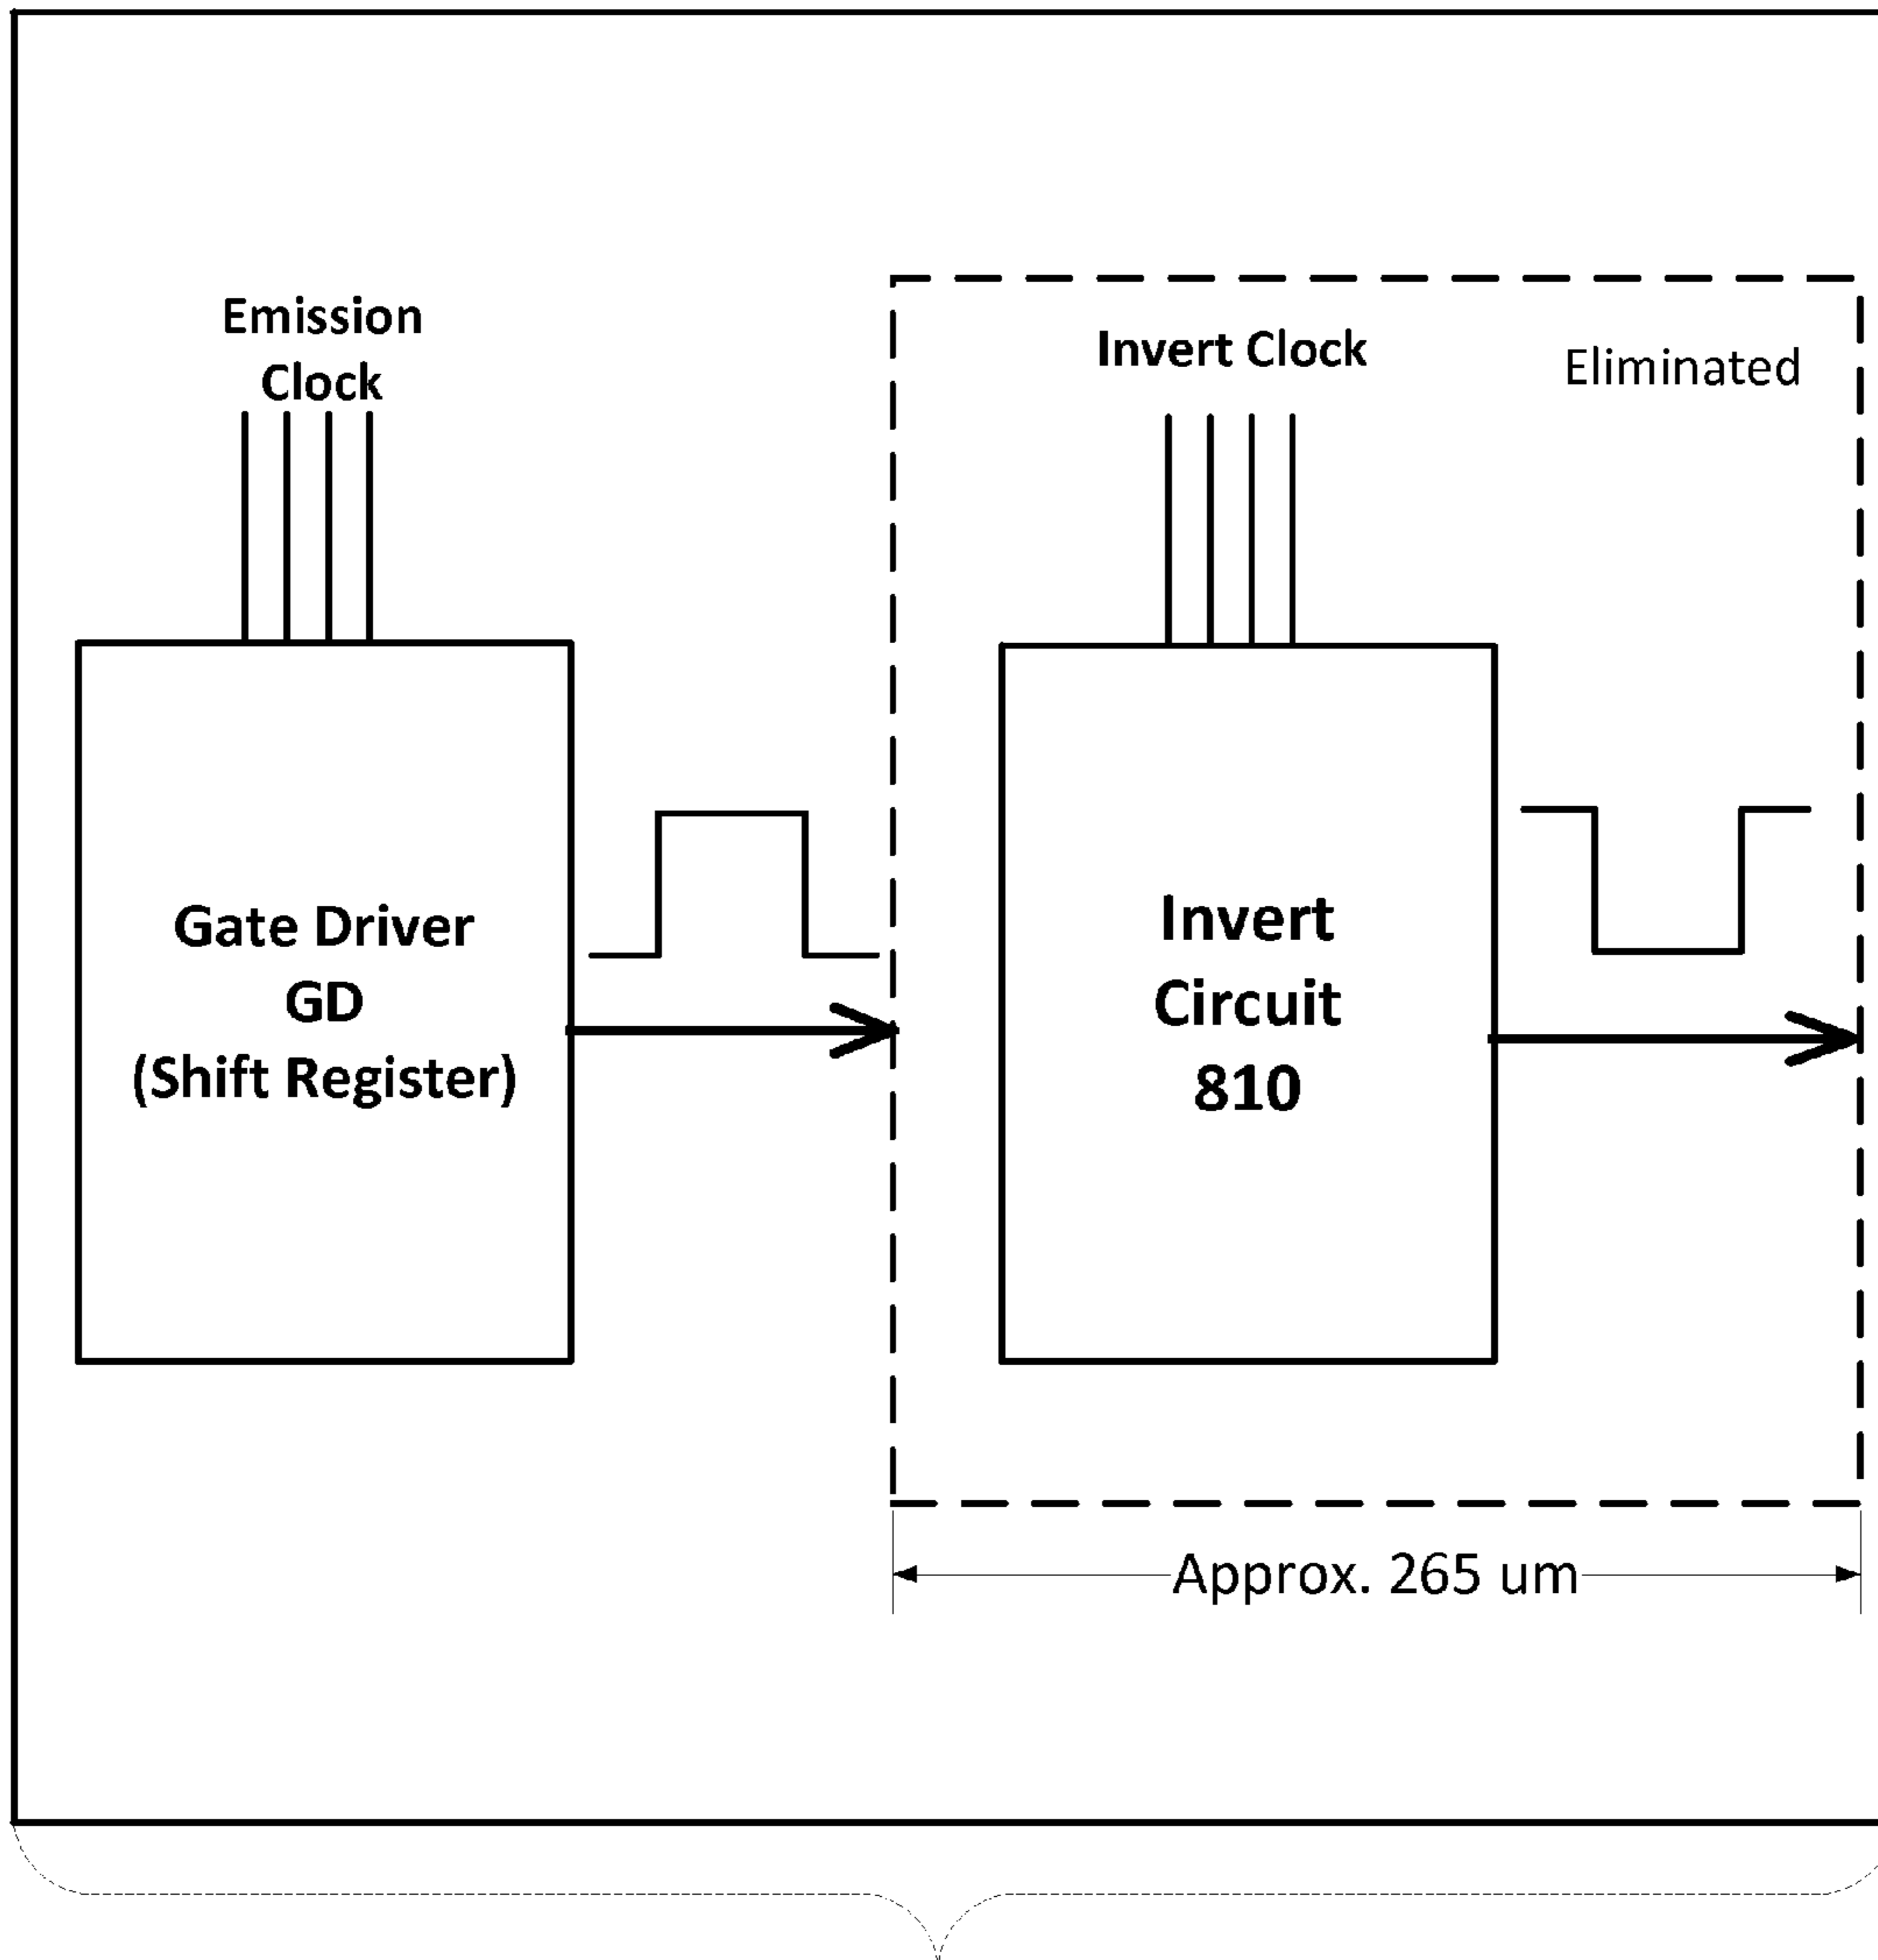 Emission
Clock
Invert Clock
Eliminated
Gate Driver
GD
(Shift Register)
Invert
Circuit
810
Approx. 265 um